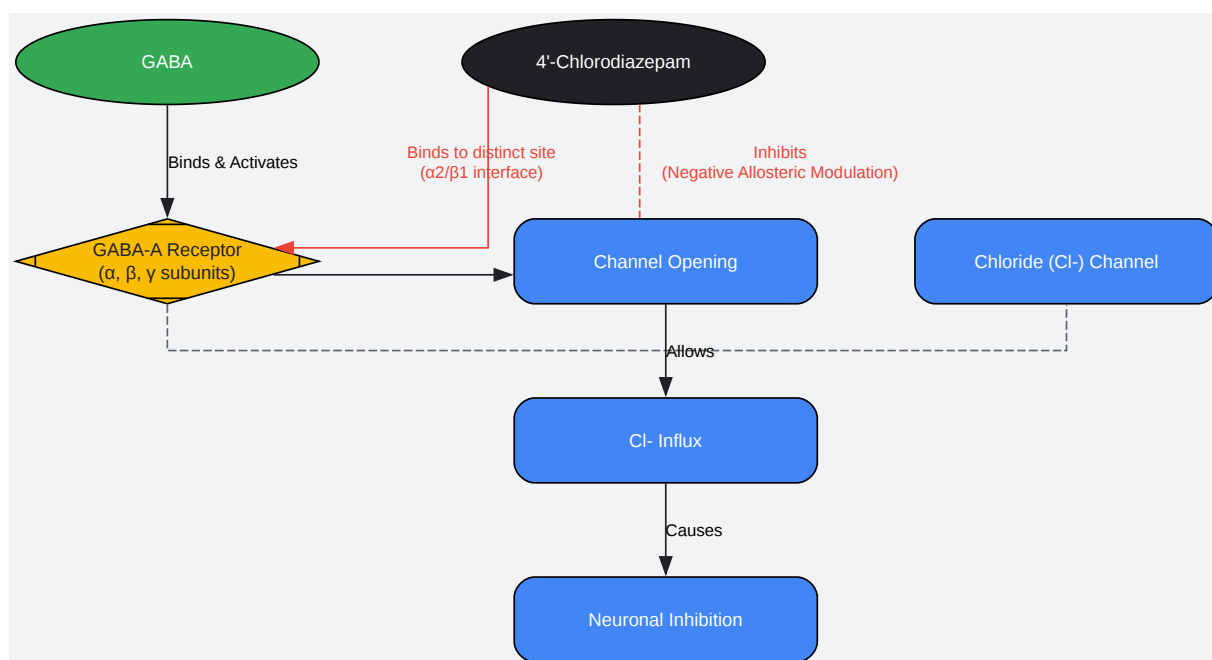 GABA
4'-Chlorodiazepam
Binds & Activates
Binds to distinct site
(α2/β1 interface)
Inhibits
(Negative Allosteric Modulation)
GABA-A Receptor
(α, β, γ subunits)
Channel Opening
Chloride (Cl-) Channel
Allows
Cl- Influx
Causes
Neuronal Inhibition